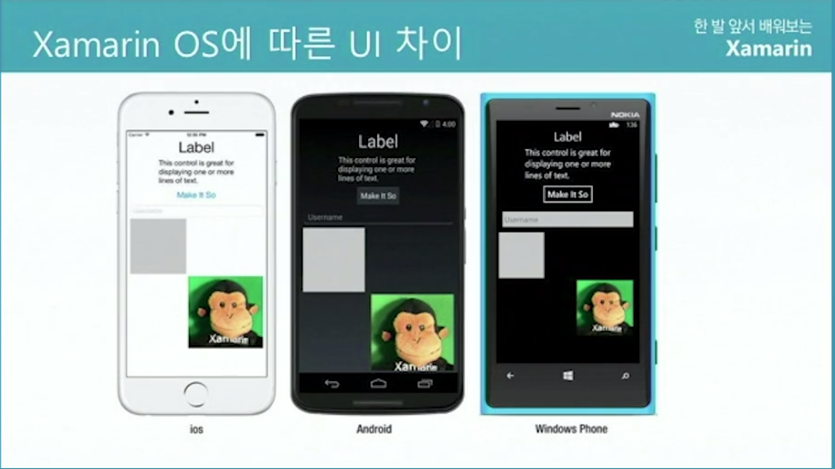 Xamarin OS에 따른 UI 차이
한 발 앞서 배워보는
Xamarin
Label
This control is great for
displaying one or more
lines of text.
Make It So
Username
Xamarin
ios
4:00
Label
This control is great for
displaying one or more
lines of text.
Make It So
Username
Xamarin
Android
NOKIA
1:36
Label
This control is great for
displaying one or more
lines of text.
Make It So
Username
Xamarin
Windows Phone